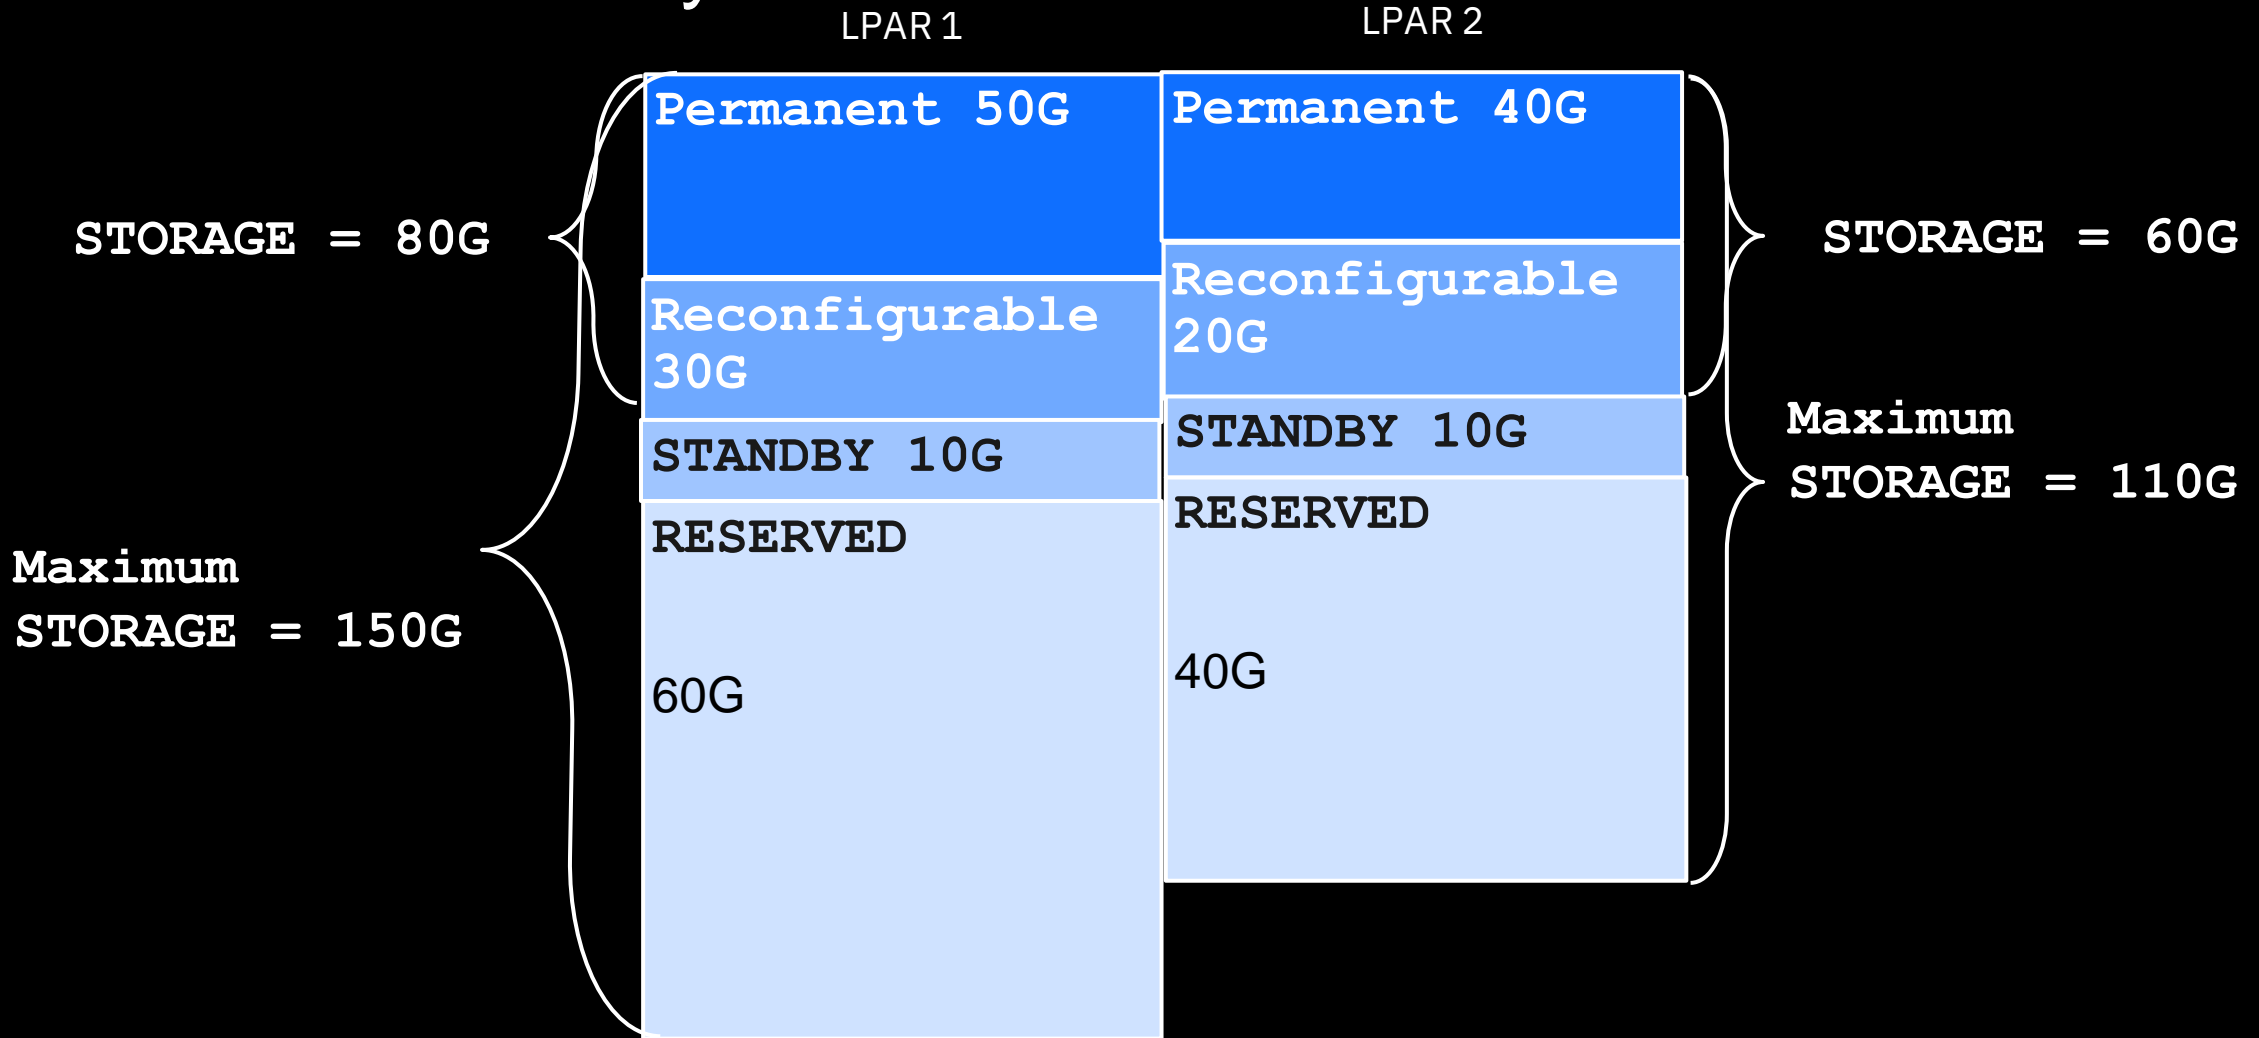 LPAR 1
LPAR 2
Permanent 50G
Permanent 40G
STORAGE = 80G
STORAGE = 60G
Reconfigurable
30G
Reconfigurable
20G
STANDBY 10G
STANDBY 10G
Maximum
STORAGE = 110G
RESERVED
60G
RESERVED
40G
Maximum
STORAGE = 150G